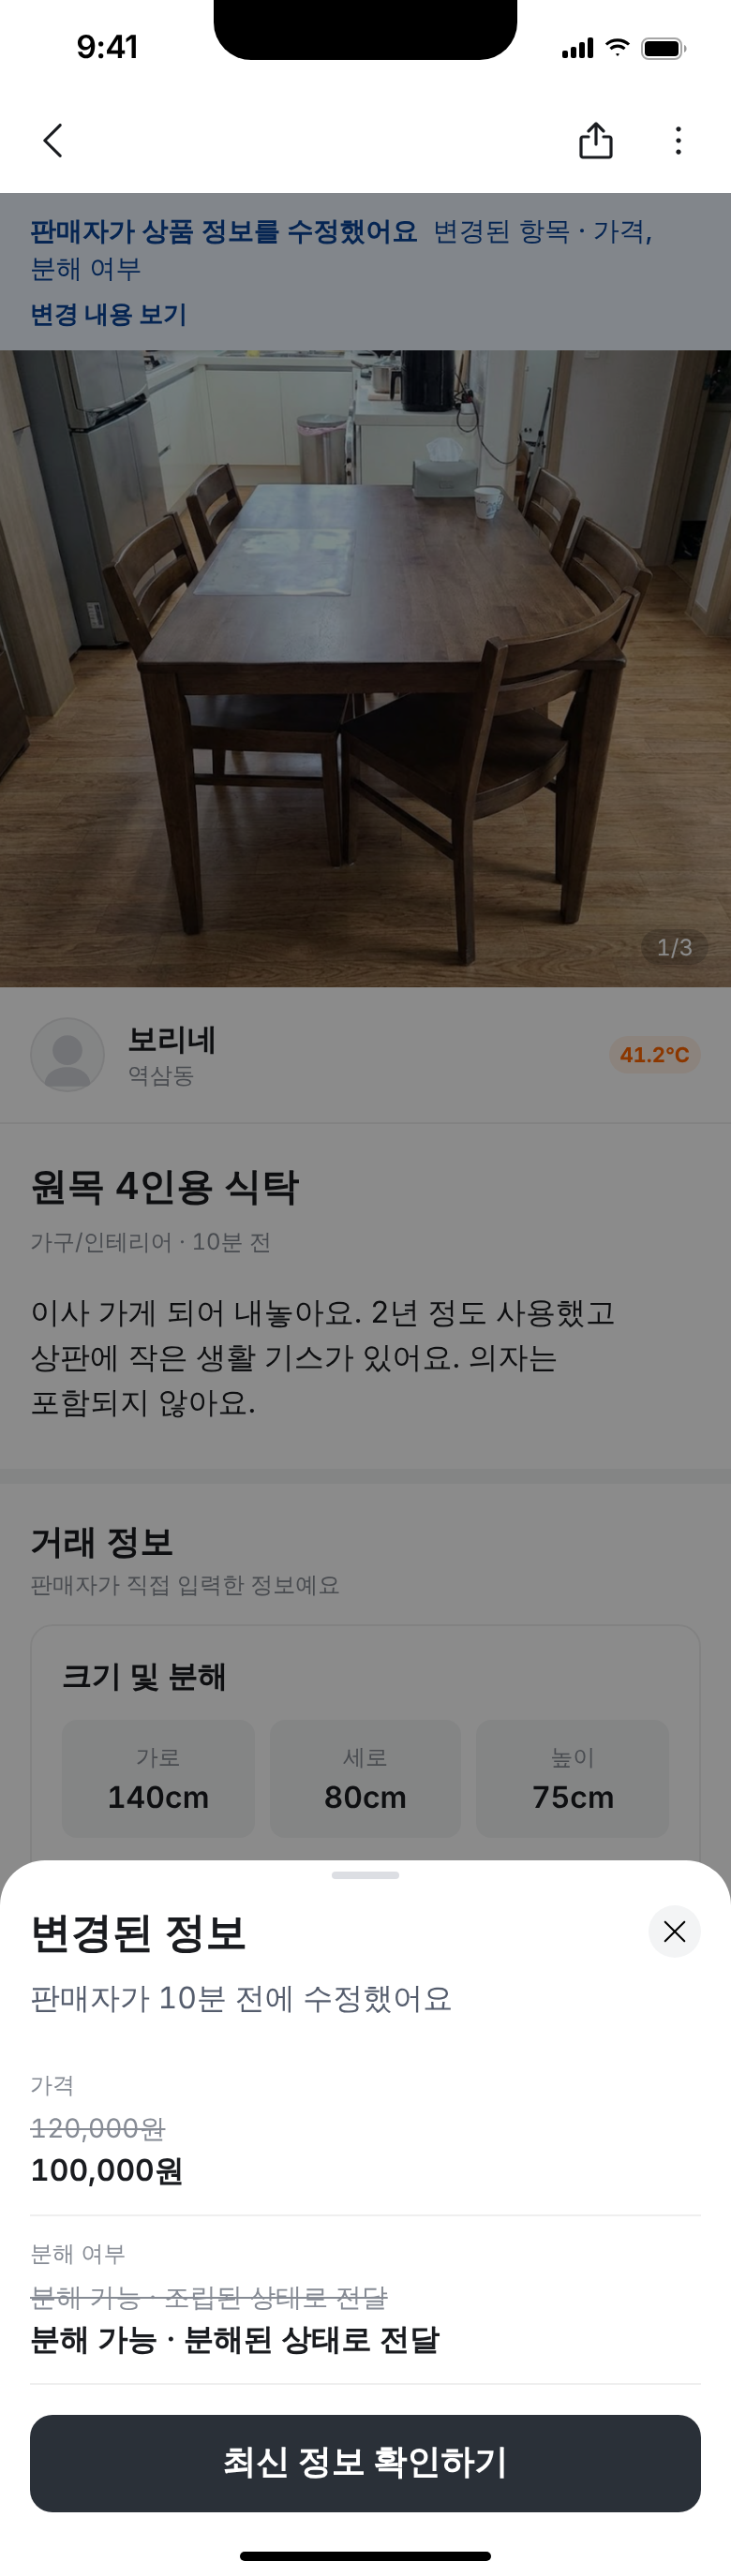 9:41
판매자가 상품 정보를 수정했어요 변경된 항목 · 가격,
분해 여부
변경 내용 보기
1/3
보리네
역삼동
41.2°C
원목 4인용 식탁
가구/인테리어 · 10분 전
이사 가게 되어 내놓아요. 2년 정도 사용했고
상판에 작은 생활 기스가 있어요. 의자는
포함되지 않아요.
거래 정보
판매자가 직접 입력한 정보예요
크기 및 분해
가로 세로 높이
140cm 80cm 75cm
변경된 정보
판매자가 10분 전에 수정했어요
가격
120,000원
100,000원
분해 여부
분해 가능 · 조립된 상태로 전달
분해 가능 · 분해된 상태로 전달
최신 정보 확인하기